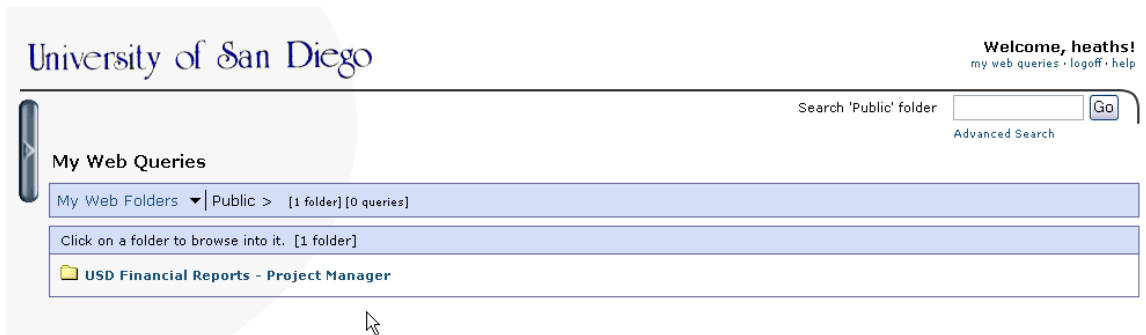 University of San Diego
Welcome, heaths!
my web queries · logoff · help
Search 'Public' folder Go
Advanced Search
My Web Queries
My Web Folders ▼ | Public > [1 folder] [0 queries]
Click on a folder to browse into it. [1 folder]
USD Financial Reports - Project Manager